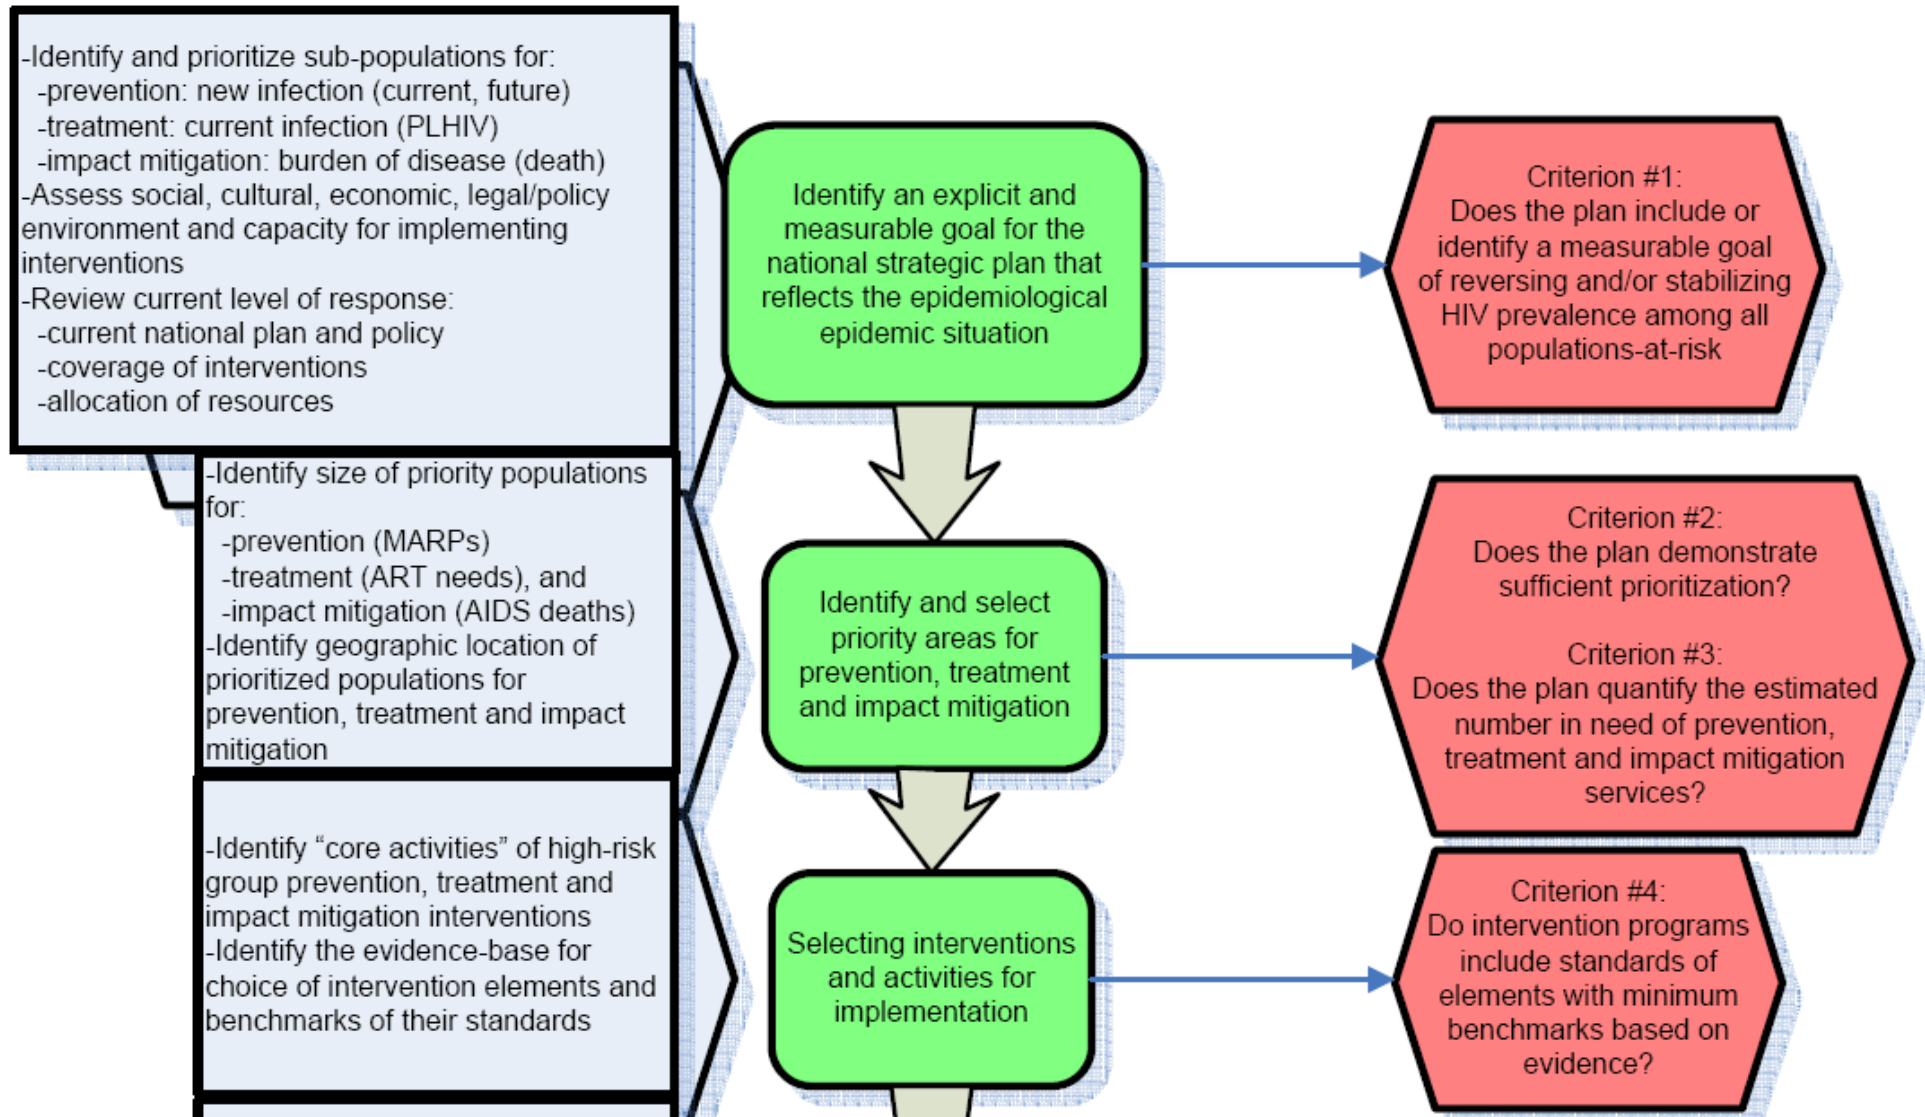 -Identify and prioritize sub-populations for:
-prevention: new infection (current, future)
-treatment: current infection (PLHIV)
-impact mitigation: burden of disease (death)
-Assess social, cultural, economic, legal/policy
environment and capacity for implementing
interventions
-Review current level of response:
-current national plan and policy
-coverage of interventions
-allocation of resources
Identify an explicit and
measurable goal for the
national strategic plan that
reflects the epidemiological
epidemic situation
Criterion #1:
Does the plan include or
identify a measurable goal
of reversing and/or stabilizing
HIV prevalence among all
populations-at-risk
-Identify size of priority populations
for:
-prevention (MARPs)
-treatment (ART needs), and
-impact mitigation (AIDS deaths)
-Identify geographic location of
prioritized populations for
prevention, treatment and impact
mitigation
Identify and select
priority areas for
prevention, treatment
and impact mitigation
Criterion #2:
Does the plan demonstrate
sufficient prioritization?
Criterion #3:
Does the plan quantify the estimated
number in need of prevention,
treatment and impact mitigation
services?
-Identify “core activities” of high-risk
group prevention, treatment and
impact mitigation interventions
-Identify the evidence-base for
choice of intervention elements and
benchmarks of their standards
Selecting interventions
and activities for
implementation
Criterion #4:
Do intervention programs
include standards of
elements with minimum
benchmarks based on
evidence?